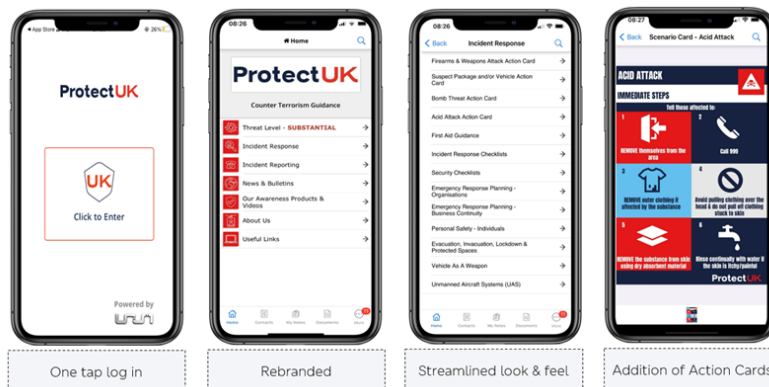 App Store
26%
ProtectUK
UK
Click to Enter
Powered by
One tap log in
08:26
Home
ProtectUK
Counter Terrorism Guidance
Threat Level - SUBSTANTIAL
Incident Response
Incident Reporting
News & Bulletins
Our Awareness Products &
Videos
About Us
Useful Links
Home
Contacts
My Notes
Documents
More
Rebranded
08:26
Back
Incident Response
Firearms & Weapons Attack Action Card
Suspect Package and/or Vehicle Action
Card
Bomb Threat Action Card
Acid Attack Action Card
First Aid Guidance
Incident Response Checklists
Security Checklists
Emergency Response Planning -
Organisations
Emergency Response Planning -
Business Continuity
Personal Safety - Individuals
Evacuation, Invacuation, Lockdown &
Protected Spaces
Vehicle As A Weapon
Unmanned Aircraft Systems (UAS)
Home
Contacts
My Notes
Documents
More
Streamlined look & feel
08:27
Back
Scenario Card - Acid Attack
ACID ATTACK
IMMEDIATE STEPS
Tell those affected to:
1
REMOVE themselves from the
area
2
Call 999
3
REMOVE outer clothing if
affected by the substance
4
Avoid pulling clothing over the
head & do not pull off clothing
stuck to skin
5
REMOVE the substance from skin
using dry absorbent material
6
Rinse continually with water if
the skin is itchy/painful
ProtectUK
Addition of Action Cards